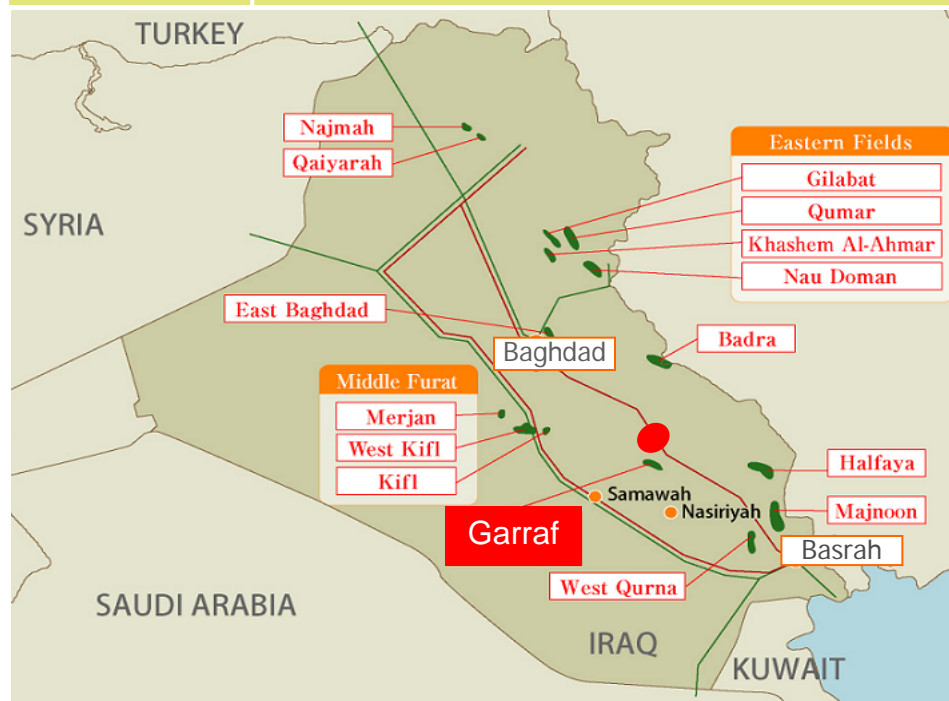 TURKEY
Najmah
Qaiyarah
SYRIA
Eastern Fields
Gilabat
Qumar
Khashem Al-Ahmar
Nau Doman
East Baghdad
Baghdad
Badra
Middle Furat
Merjan
West Kifl
Kifl
Halfaya
Samawah
Nasiriyah
Majnoon
Garraf
Basrah
West Qurna
SAUDI ARABIA
IRAQ
KUWAIT